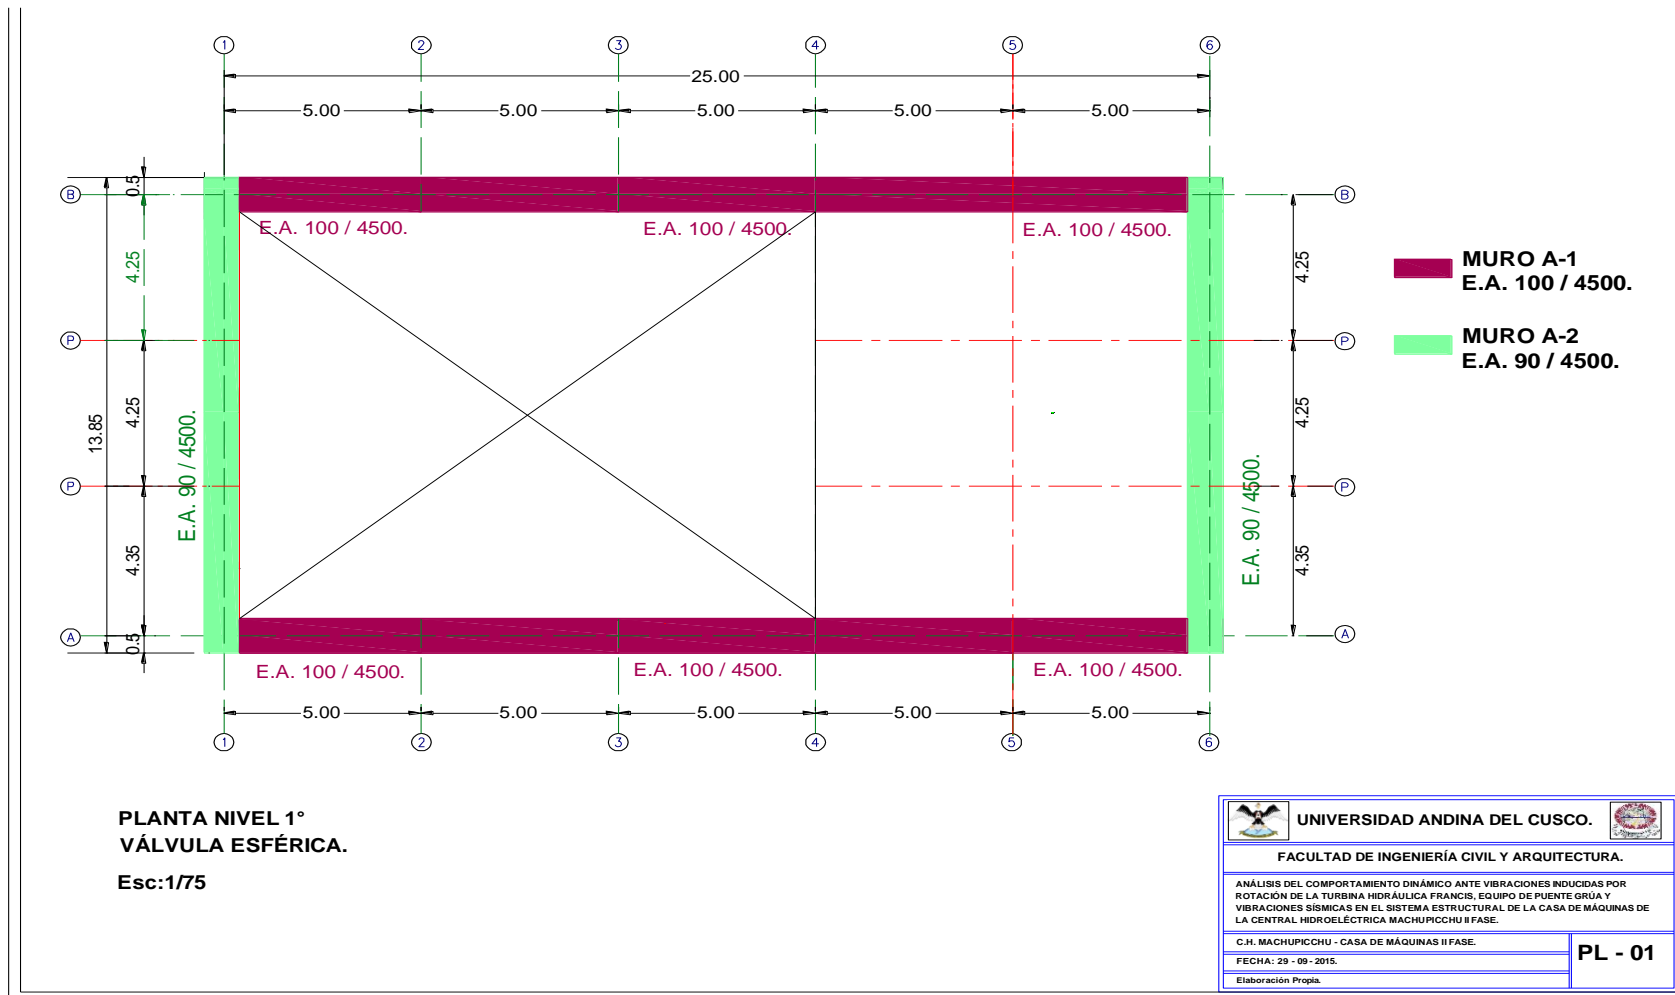 1 2 3 4 5 6
25.00
5.00 5.00 5.00 5.00 5.00
0.5
B B
E.A. 100 / 4500. E.A. 100 / 4500. E.A. 100 / 4500.
4.25 4.25
MURO A-1
E.A. 100 / 4500.
MURO A-2
E.A. 90 / 4500.
P P
13.85
4.25 4.25
E.A. 90 / 4500.
E.A. 90 / 4500.
P P
4.35 4.35
A A
0.5
E.A. 100 / 4500. E.A. 100 / 4500. E.A. 100 / 4500.
5.00 5.00 5.00 5.00 5.00
1 2 3 4 5 6
PLANTA NIVEL 1°
VÁLVULA ESFÉRICA.
Esc:1/75
UNIVERSIDAD ANDINA DEL CUSCO.
FACULTAD DE INGENIERÍA CIVIL Y ARQUITECTURA.
ANÁLISIS DEL COMPORTAMIENTO DINÁMICO ANTE VIBRACIONES INDUCIDAS POR
ROTACIÓN DE LA TURBINA HIDRÁULICA FRANCIS, EQUIPO DE PUENTE GRÚA Y
VIBRACIONES SÍSMICAS EN EL SISTEMA ESTRUCTURAL DE LA CASA DE MÁQUINAS DE
LA CENTRAL HIDROELÉCTRICA MACHUPICCHU II FASE.
C.H. MACHUPICCHU - CASA DE MÁQUINAS II FASE.
FECHA: 29 - 09 - 2015.
Elaboración Propia.
PL - 01